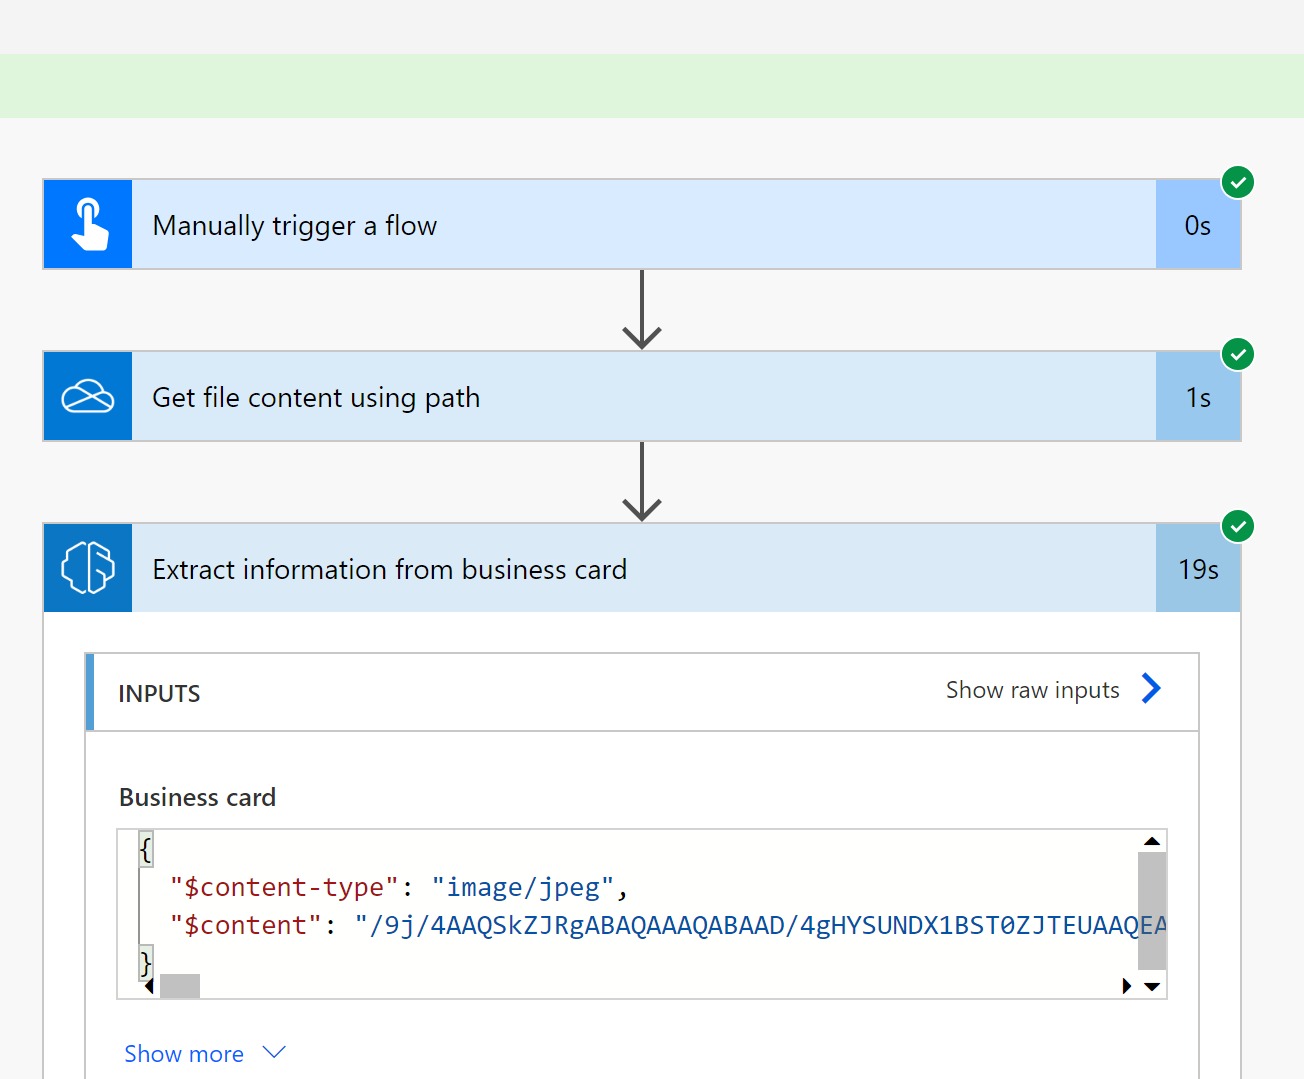 Manually trigger a flow
0s
Get file content using path
1s
Extract information from business card
19s
INPUTS
Show raw inputs
Business card
{
"$content-type": "image/jpeg",
"$content": "/9j/4AAQSkZJRgABAQAAAQABAAD/4gHYSUNDX1BST0ZJTEUAAQEA
}
Show more